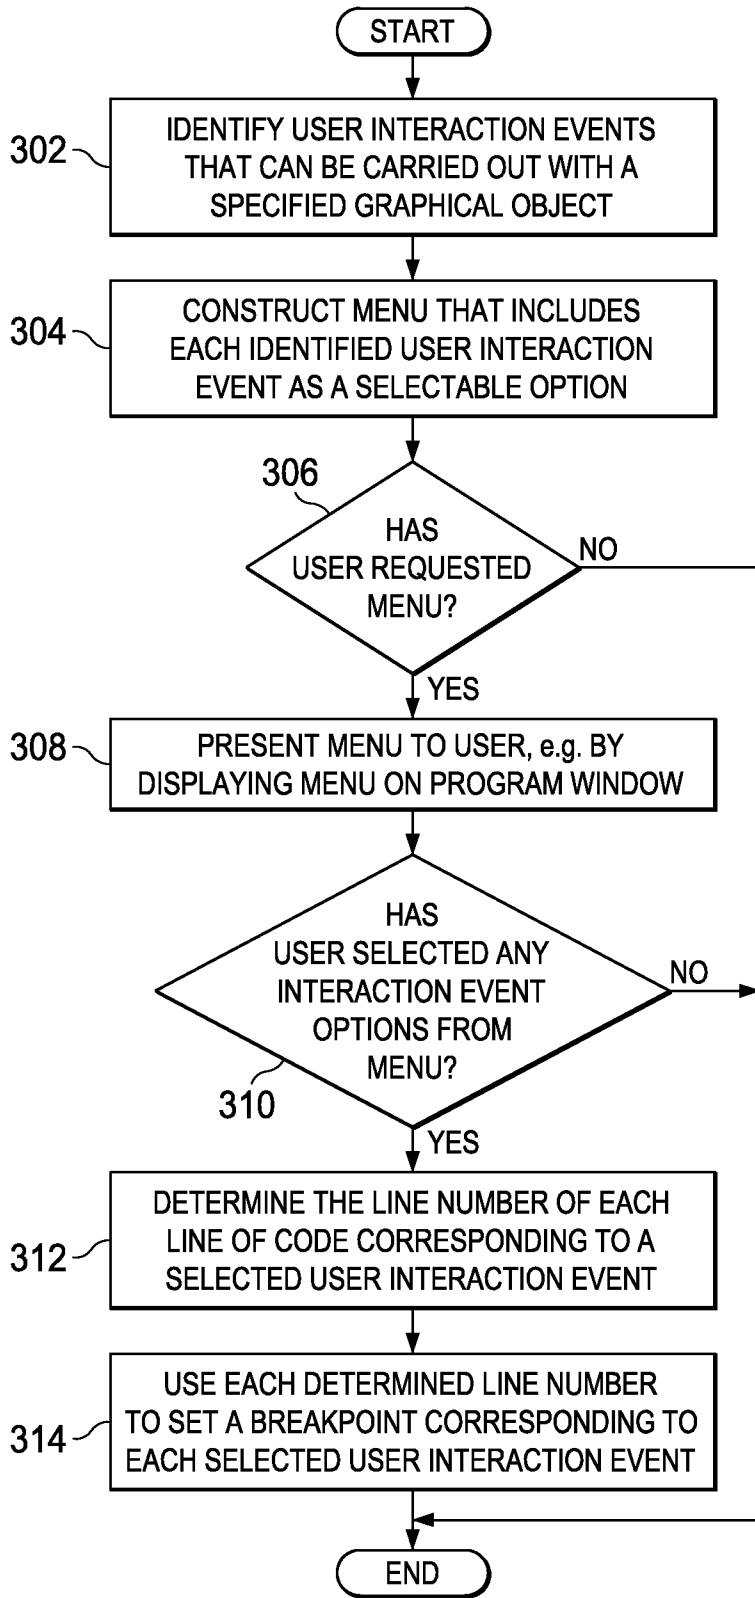 START
302
IDENTIFY USER INTERACTION EVENTS
THAT CAN BE CARRIED OUT WITH A
SPECIFIED GRAPHICAL OBJECT
304
CONSTRUCT MENU THAT INCLUDES
EACH IDENTIFIED USER INTERACTION
EVENT AS A SELECTABLE OPTION
306
HAS
USER REQUESTED
MENU?
NO
YES
308
PRESENT MENU TO USER, e.g. BY
DISPLAYING MENU ON PROGRAM WINDOW
HAS
USER SELECTED ANY
INTERACTION EVENT
OPTIONS FROM
MENU?
NO
310
YES
312
DETERMINE THE LINE NUMBER OF EACH
LINE OF CODE CORRESPONDING TO A
SELECTED USER INTERACTION EVENT
314
USE EACH DETERMINED LINE NUMBER
TO SET A BREAKPOINT CORRESPONDING TO
EACH SELECTED USER INTERACTION EVENT
END